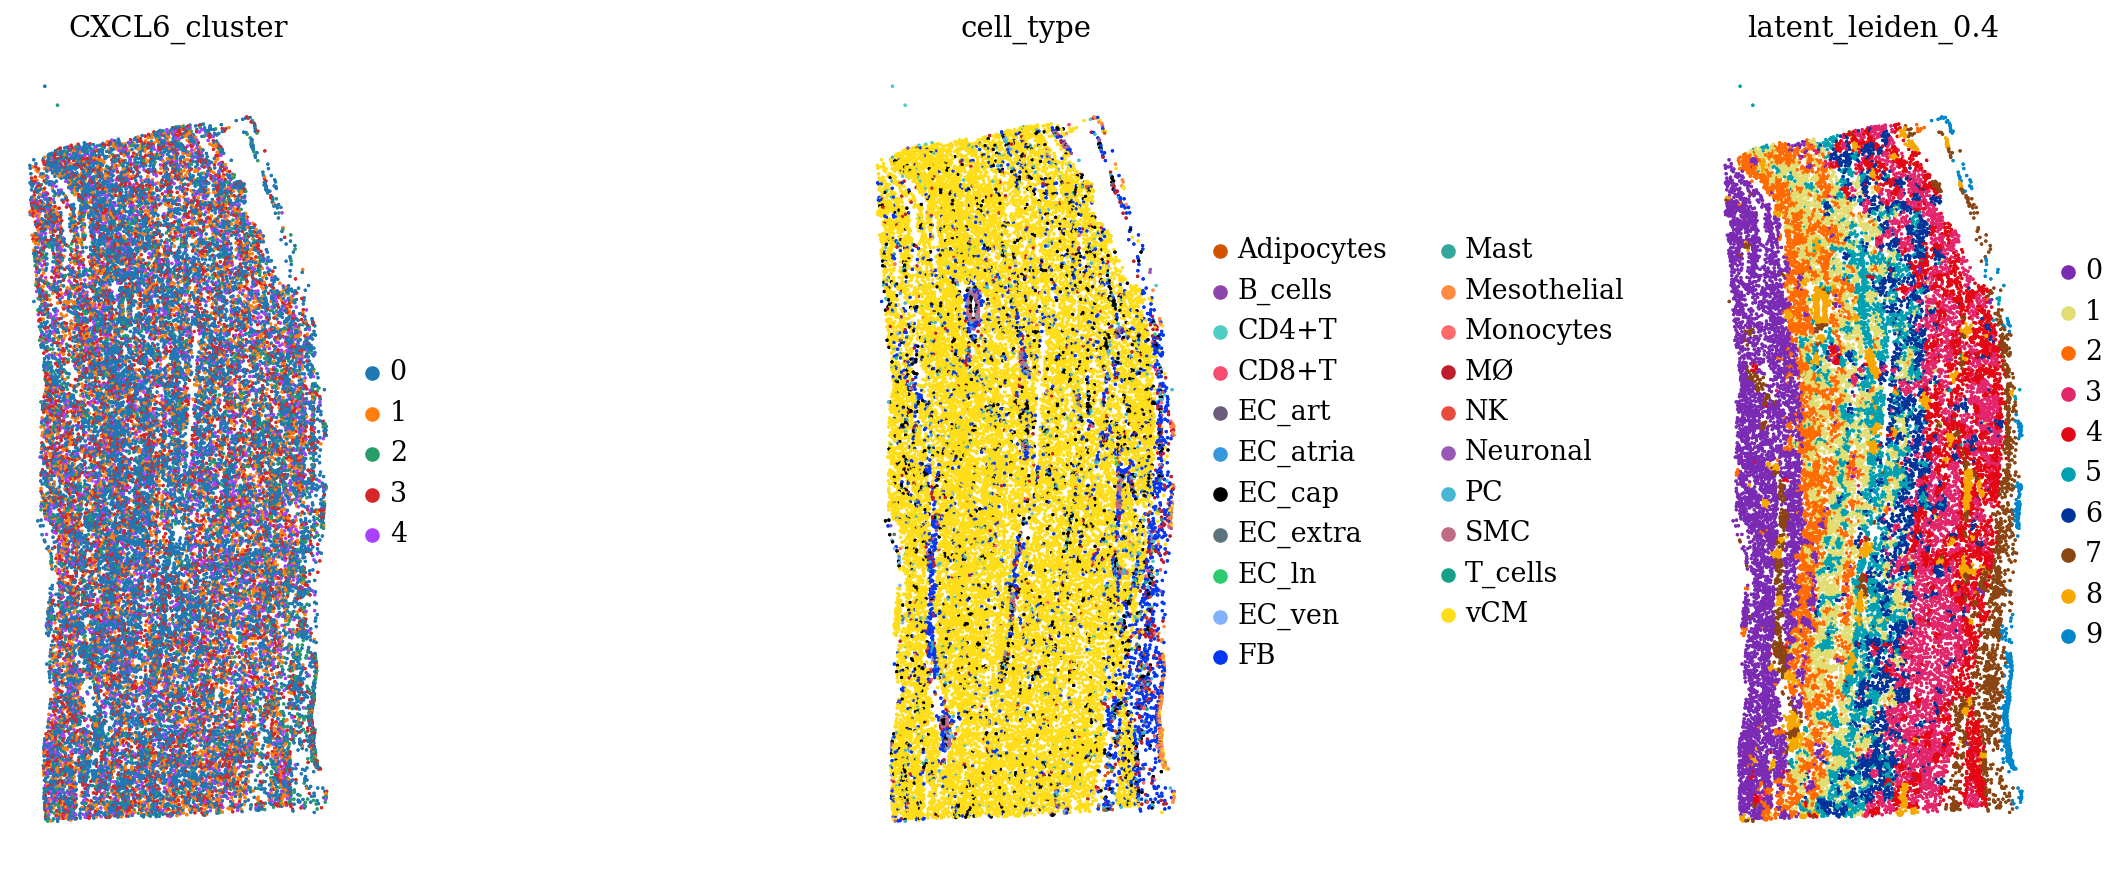 CXCL6_cluster
0
1
2
3
4
cell_type
Adipocytes
B_cells
CD4+T
CD8+T
EC_art
EC_atria
EC_cap
EC_extra
EC_ln
EC_ven
FB
Mast
Mesothelial
Monocytes
MØ
NK
Neuronal
PC
SMC
T_cells
vCM
latent_leiden_0.4
0
1
2
3
4
5
6
7
8
9